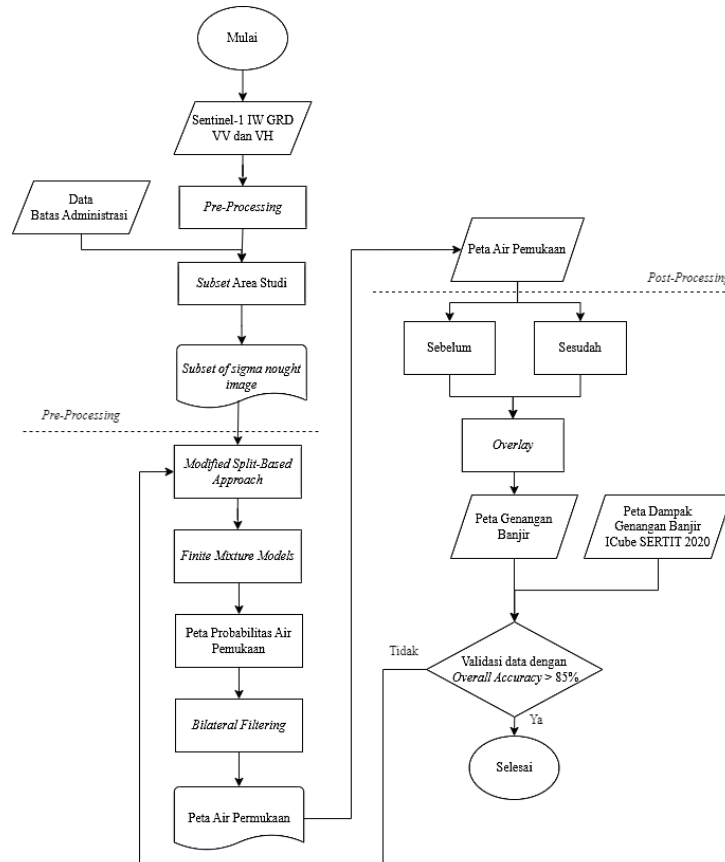 Mulai
Sentinel-1 IW GRD
VV dan VH
Data
Batas Administrasi
Pre-Processing
Subset Area Studi
Subset of sigma nought
image
Pre-Processing
Modified Split-Based
Approach
Finite Mixture Models
Peta Probabilitas Air
Pemukaan
Bilateral Filtering
Peta Air Permukaan
Peta Air Pemukaan
Post-Processing
Sebelum
Sesudah
Overlay
Peta Genangan
Banjir
Peta Dampak
Genangan Banjir
ICube SERTIT 2020
Tidak
Validasi data dengan
Overall Accuracy > 85%
Ya
Selesai